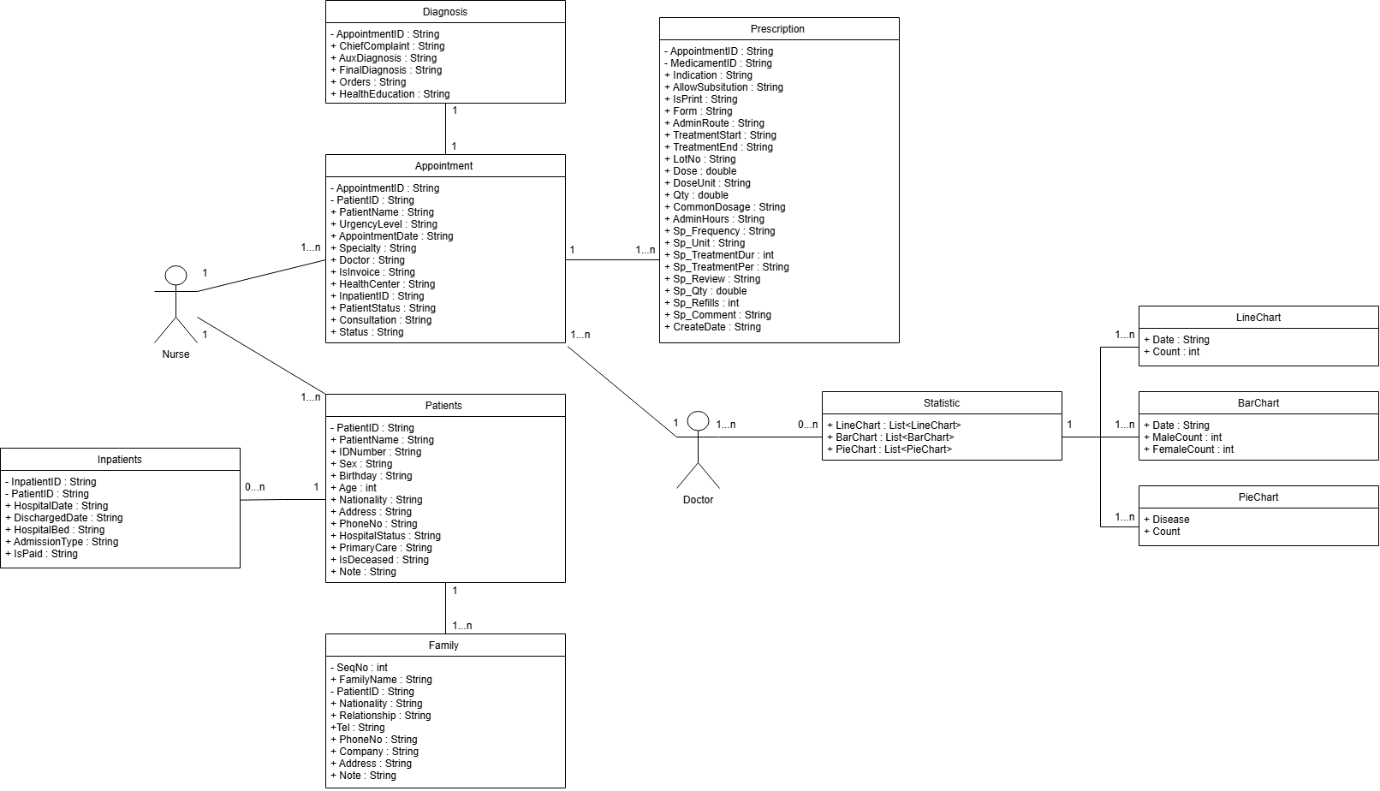 Diagnosis
- AppointmentID : String
+ ChiefComplaint : String
+ AuxDiagnosis : String
+ FinalDiagnosis : String
+ Orders : String
+ HealthEducation : String
1
1
Appointment
- AppointmentID : String
- PatientID : String
+ PatientName : String
+ UrgencyLevel : String
+ AppointmentDate : String
+ Specialty : String
+ Doctor : String
+ IsInvoice : String
+ HealthCenter : String
+ InpatientID : String
+ PatientStatus : String
+ Consultation : String
+ Status : String
1
1...n
Prescription
- AppointmentID : String
- MedicamentID : String
+ Indication : String
+ AllowSubsitution : String
+ IsPrint : String
+ Form : String
+ AdminRoute : String
+ TreatmentStart : String
+ TreatmentEnd : String
+ LotNo : String
+ Dose : double
+ DoseUnit : String
+ Qty : double
+ CommonDosage : String
+ AdminHours : String
+ Sp_Frequency : String
+ Sp_Unit : String
+ Sp_TreatmentDur : int
+ Sp_TreatmentPer : String
+ Sp_Review : String
+ Sp_Qty : double
+ Sp_Refills : int
+ Sp_Comment : String
+ CreateDate : String
1
1...n
1
1...n
Nurse
1...n
1
Doctor
1...n
0...n
Statistic
+ LineChart : List<LineChart>
+ BarChart : List<BarChart>
+ PieChart : List<PieChart>
1
1...n
1...n
1...n
LineChart
+ Date : String
+ Count : int
BarChart
+ Date : String
+ MaleCount : int
+ FemaleCount : int
PieChart
+ Disease
+ Count
Patients
- PatientID : String
+ PatientName : String
+ IDNumber : String
+ Sex : String
+ Birthday : String
+ Age : int
+ Nationality : String
+ Address : String
+ PhoneNo : String
+ HospitalStatus : String
+ PrimaryCare : String
+ IsDeceased : String
+ Note : String
0...n
1
Inpatients
- InpatientID : String
- PatientID : String
+ HospitalDate : String
+ DischargedDate : String
+ HospitalBed : String
+ AdmissionType : String
+ IsPaid : String
1
1...n
Family
- SeqNo : int
+ FamilyName : String
- PatientID : String
+ Nationality : String
+ Relationship : String
+Tel : String
+ PhoneNo : String
+ Company : String
+ Address : String
+ Note : String